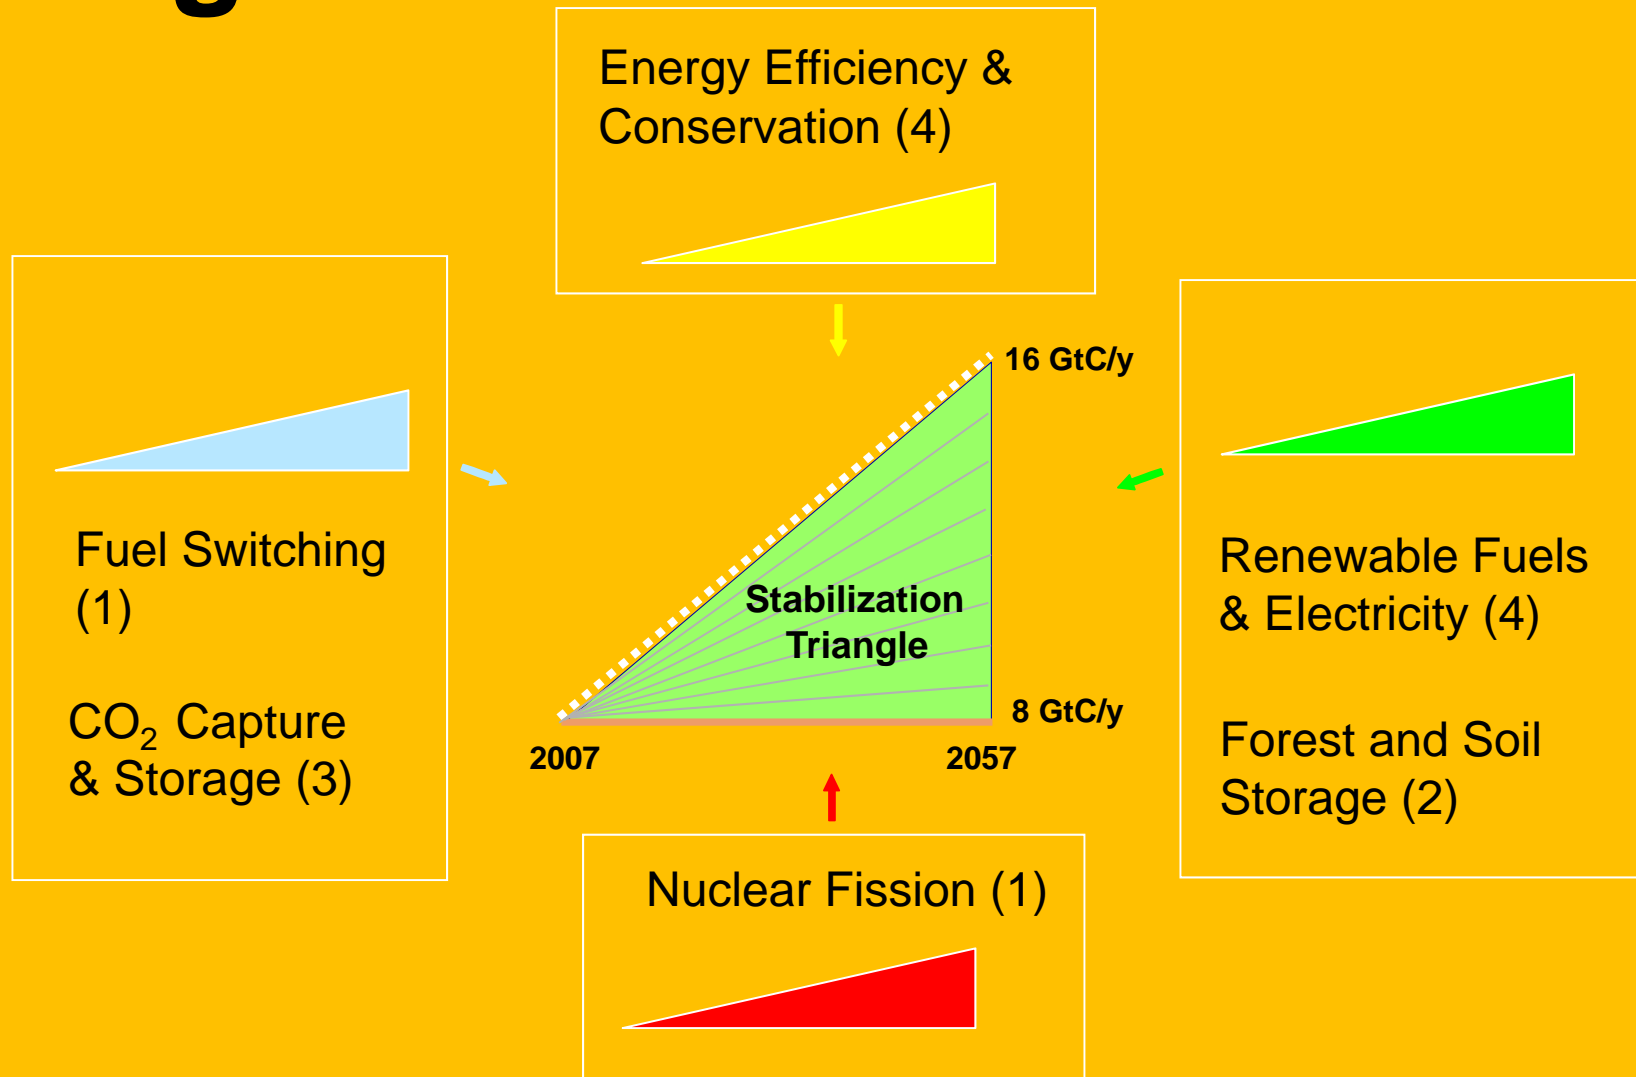 Energy Efficiency &
Conservation (4)
16 GtC/y
Fuel Switching
(1)
CO₂ Capture
& Storage (3)
Stabilization
Triangle
8 GtC/y
2007
2057
Renewable Fuels
& Electricity (4)
Forest and Soil
Storage (2)
Nuclear Fission (1)